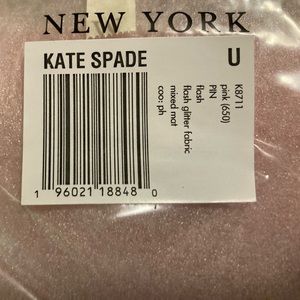 NEW YORK
KATE SPADE
U
K8711
pink (650)
PIN
flash
flash glitter fabric
mixed mat
coo: ph
1 96021 18848 0